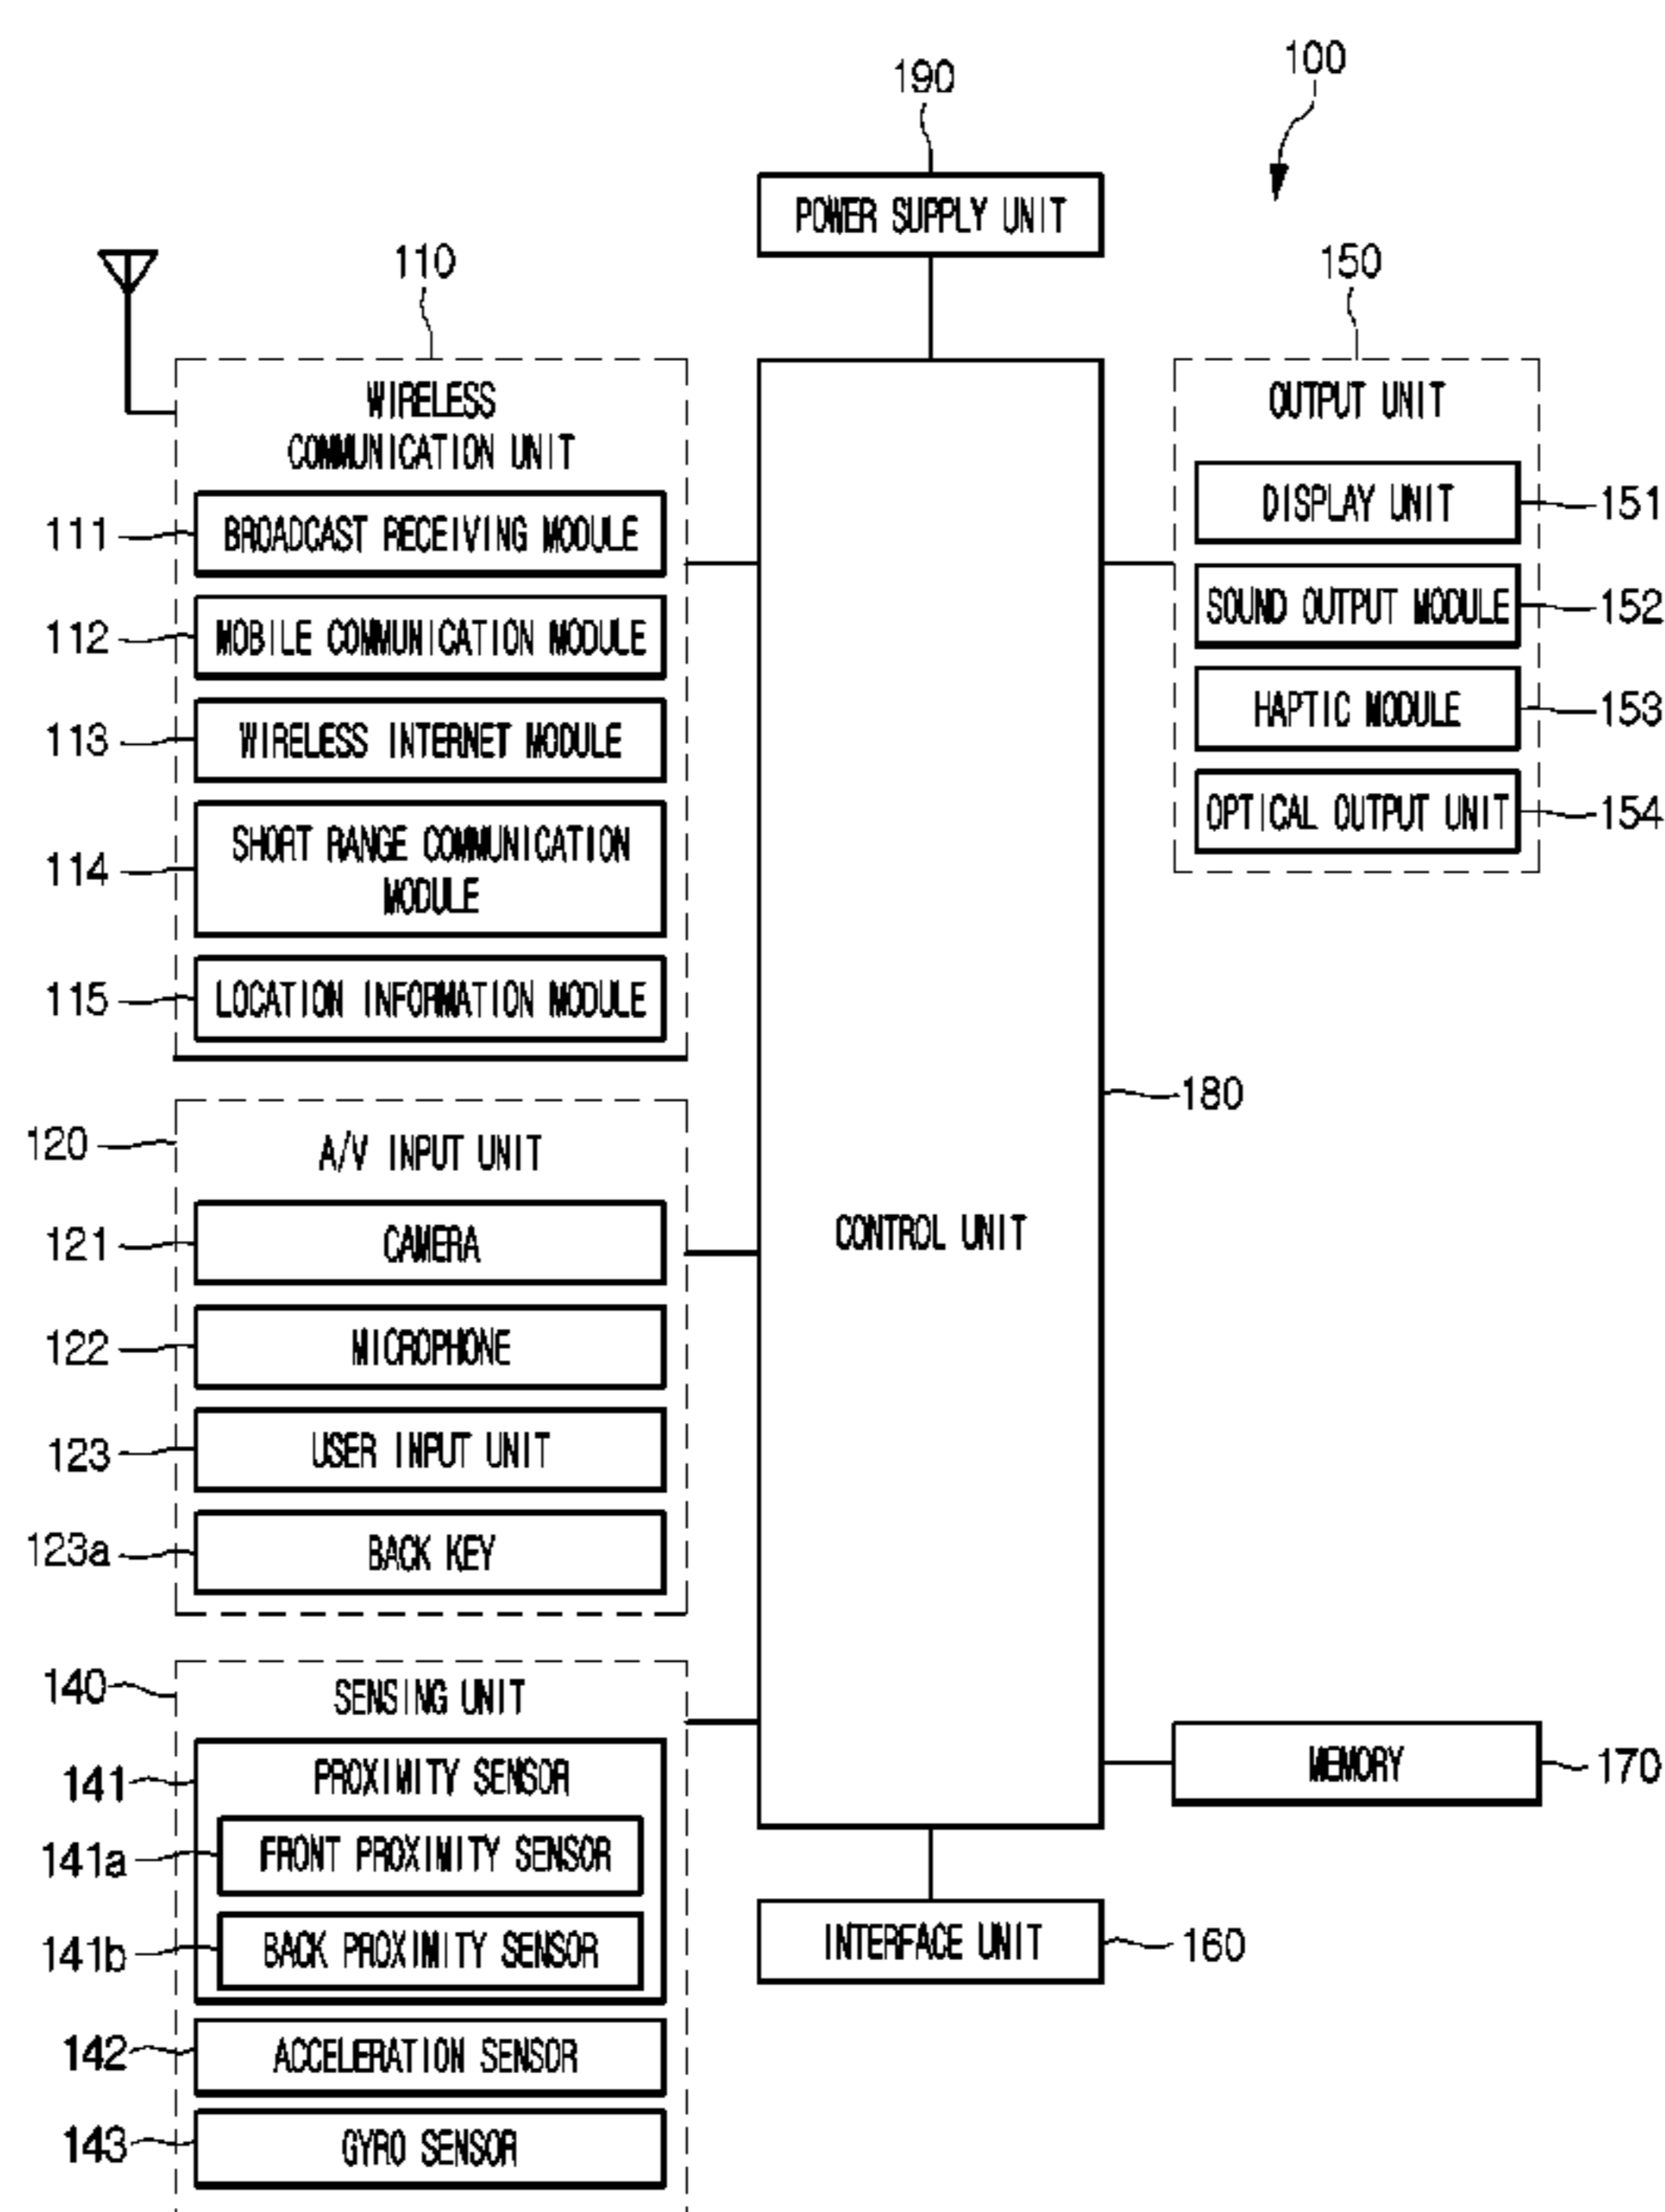 100
190
POWER SUPPLY UNIT
110
WIRELESS
COMMUNICATION UNIT
111
BROADCAST RECEIVING MODULE
112
MOBILE COMMUNICATION MODULE
113
WIRELESS INTERNET MODULE
114
SHORT RANGE COMMUNICATION
MODULE
115
LOCATION INFORMATION MODULE
120
A/V INPUT UNIT
121
CAMERA
122
MICROPHONE
123
USER INPUT UNIT
123a
BACK KEY
140
SENSING UNIT
141
PROXIMITY SENSOR
141a
FRONT PROXIMITY SENSOR
141b
BACK PROXIMITY SENSOR
142
ACCELERATION SENSOR
143
GYRO SENSOR
CONTROL UNIT
180
150
OUTPUT UNIT
DISPLAY UNIT
151
SOUND OUTPUT MODULE
152
HAPTIC MODULE
153
OPTICAL OUTPUT UNIT
154
MEMORY
170
INTERFACE UNIT
160